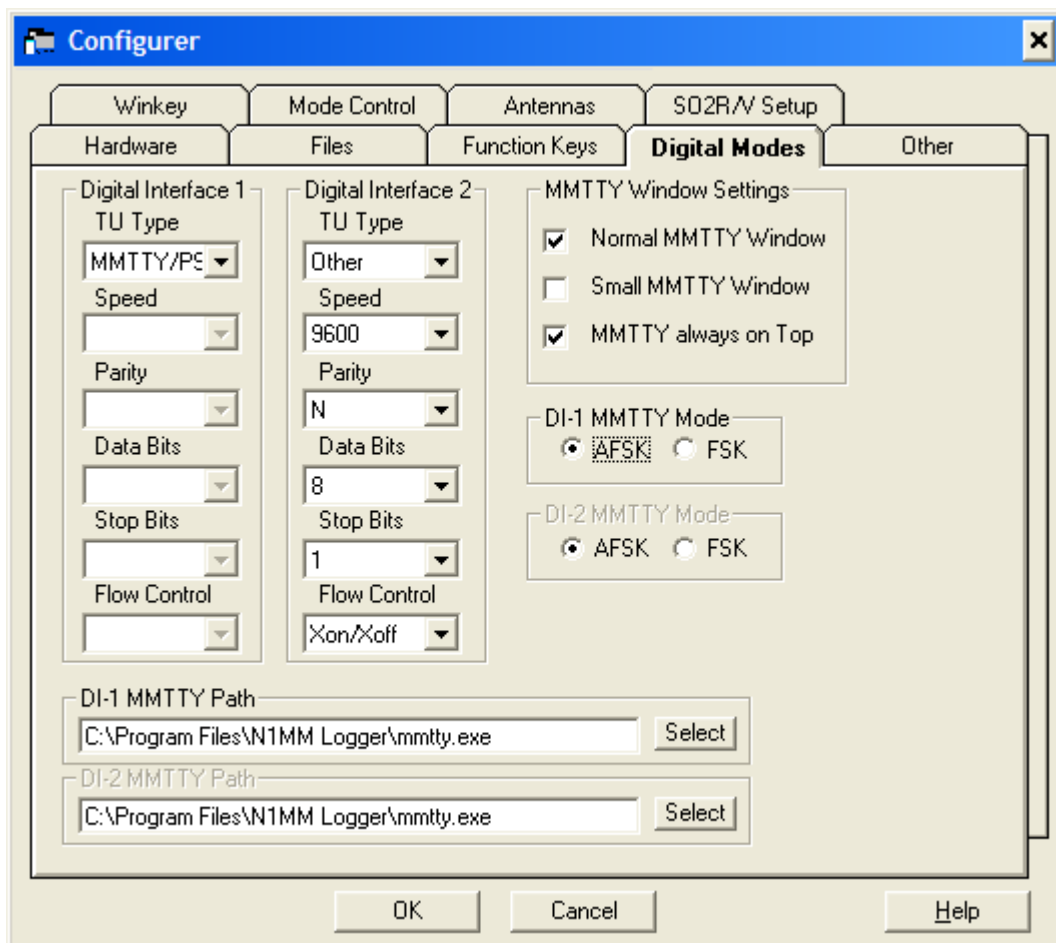 Configurer
Winkey
Mode Control
Antennas
SO2R/V Setup
Hardware
Files
Function Keys
Digital Modes
Other
Digital Interface 1
TU Type
MMTTY/PS
Speed
Parity
Data Bits
Stop Bits
Flow Control
Digital Interface 2
TU Type
Other
Speed
9600
Parity
N
Data Bits
8
Stop Bits
1
Flow Control
Xon/Xoff
MMTTY Window Settings
Normal MMTTY Window
Small MMTTY Window
MMTTY always on Top
DI-1 MMTTY Mode
AFSK FSK
DI-2 MMTTY Mode
AFSK FSK
DI-1 MMTTY Path
C:\Program Files\N1MM Logger\mmtty.exe
Select
DI-2 MMTTY Path
C:\Program Files\N1MM Logger\mmtty.exe
Select
OK
Cancel
Help